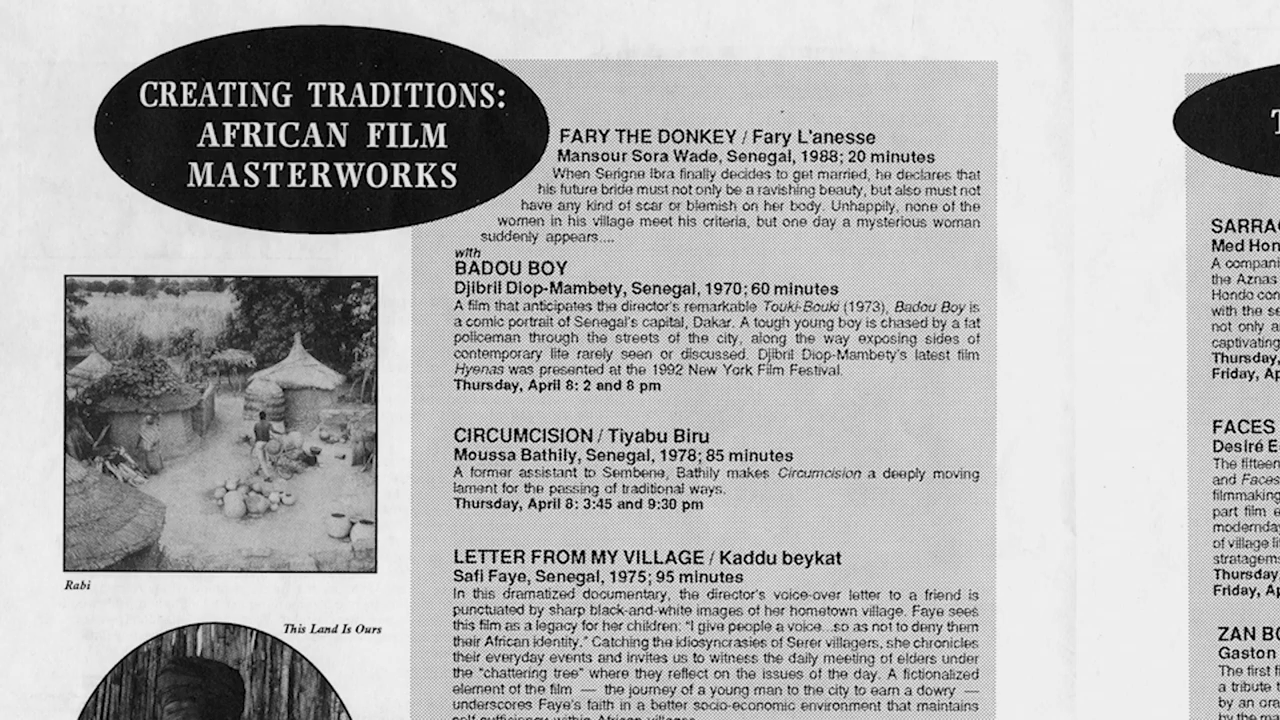 CREATING TRADITIONS:
AFRICAN FILM
MASTERWORKS
FARY THE DONKEY / Fary L'anesse
Mansour Sora Wade, Senegal, 1988; 20 minutes
When Serigne Ibra finally decides to get married, he declares that
his future bride must not only be a ravishing beauty, but also must not
have any kind of scar or blemish on her body. Unhappily, none of the
women in his village meet his criteria, but one day a mysterious woman
suddenly appears....
with
BADOU BOY
Djibril Diop-Mambety, Senegal, 1970; 60 minutes
A film that anticipates the director's remarkable Touki-Bouki (1973), Badou Boy is
a comic portrait of Senegal's capital, Dakar. A tough young boy is chased by a fat
policeman through the streets of the city, along the way exposing sides of
contemporary life rarely seen or discussed. Djibril Diop-Mambety's latest film
Hyenas was presented at the 1992 New York Film Festival.
Thursday, April 8: 2 and 8 pm
CIRCUMCISION / Tiyabu Biru
Moussa Bathily, Senegal, 1978; 85 minutes
A former assistant to Sembene, Bathily makes Circumcision a deeply moving
lament for the passing of traditional ways.
Thursday, April 8: 3:45 and 9:30 pm
LETTER FROM MY VILLAGE / Kaddu beykat
Safi Faye, Senegal, 1975; 95 minutes
In this dramatized documentary, the director's voice-over letter to a friend is
punctuated by sharp black-and-white images of her hometown village. Faye sees
this film as a legacy for her children: "I give people a voice...so as not to deny them
their African identity." Catching the idiosyncrasies of Serer villagers, she chronicles
their everyday events and invites us to witness the daily meeting of elders under
the "chattering tree" where they reflect on the issues of the day. A fictionalized
element of the film — the journey of a young man to the city to earn a dowry —
underscores Faye's faith in a better socio-economic environment that maintains
self-sufficiency within African villages.
Rabi
This Land Is Ours
T
SARRA
Med Hon
A compani
the Aznas
Hondo con
with the se
not only a
captivating
Thursday,
Friday, Ap
FACES
Desiré E
The fifteen
and Faces
filmmaking
part film e
modernday
of village li
stratagems
Thursday
Friday, Ap
ZAN BO
Gaston
The first f
a tribute t
by an ora
by the